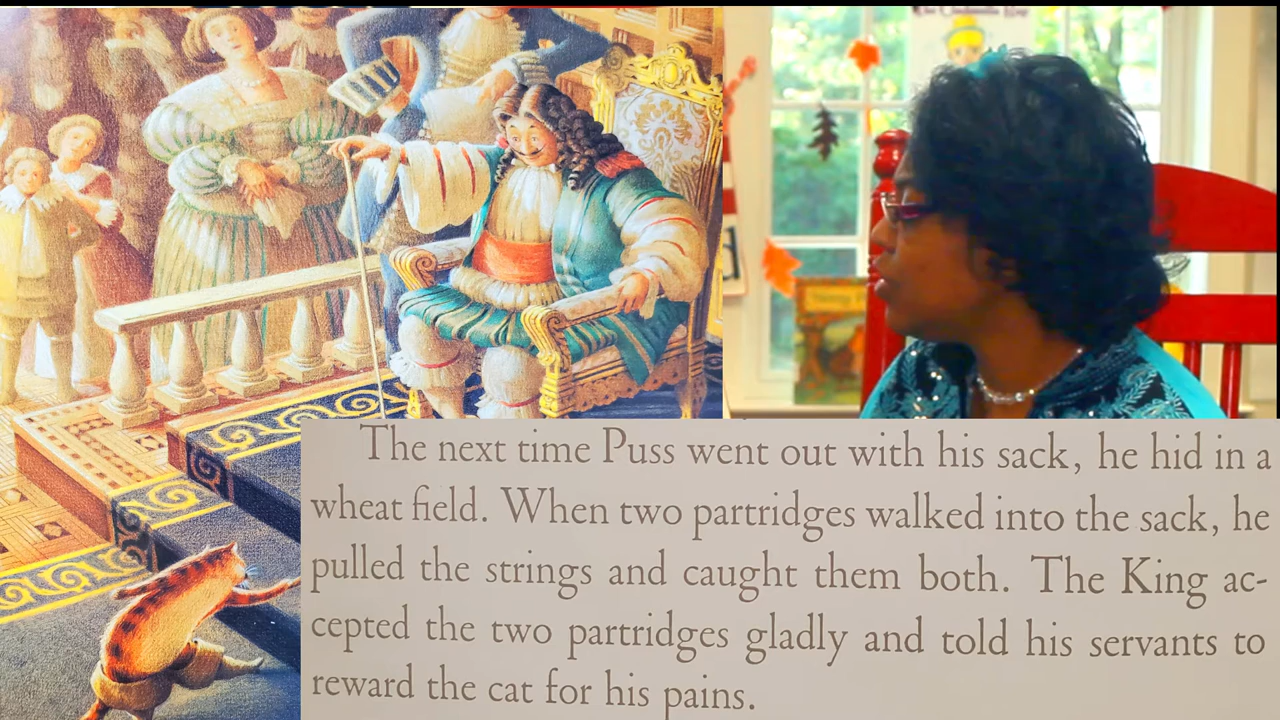 The next time Puss went out with his sack, he hid in a
wheat field. When two partridges walked into the sack, he
pulled the strings and caught them both. The King ac-
cepted the two partridges gladly and told his servants to
reward the cat for his pains.